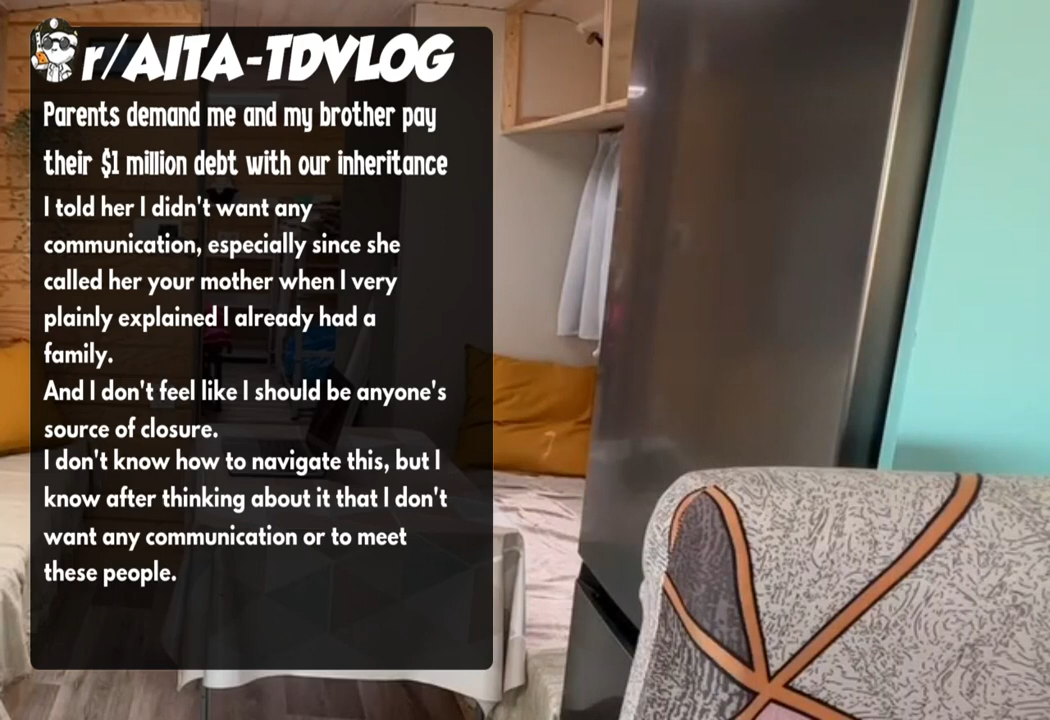 r/AITA-TDVLOG
Parents demand me and my brother pay
their $1 million debt with our inheritance
I told her I didn't want any
communication, especially since she
called her your mother when I very
plainly explained I already had a
family.
And I don't feel like I should be anyone's
source of closure.
I don't know how to navigate this, but I
know after thinking about it that I don't
want any communication or to meet
these people.